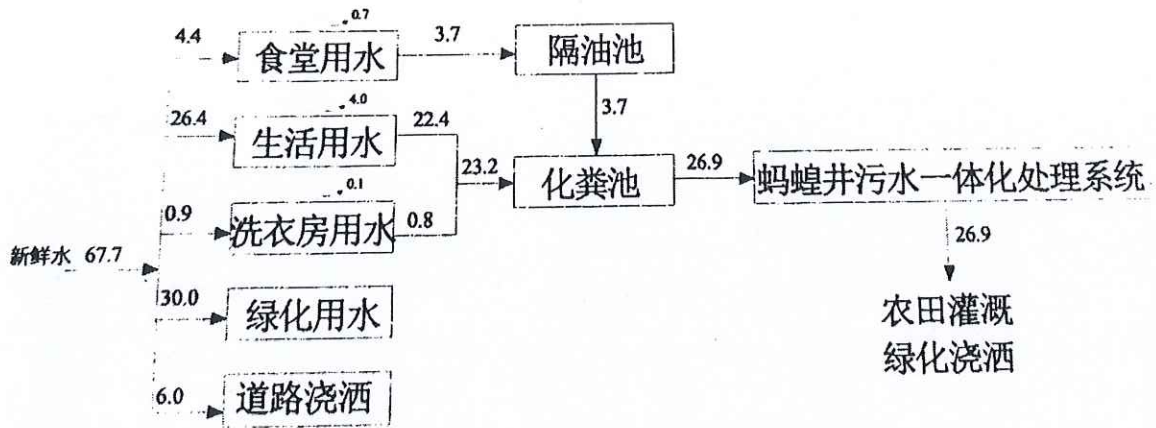 0.7
4.4 食堂用水 3.7 隔油池
4.0 3.7
26.4 生活用水 22.4
23.2 化粪池 26.9 蚂蝗井污水一体化处理系统
0.1
0.9 洗衣房用水 0.8 26.9
新鲜水 67.7
30.0 绿化用水 农田灌溉
绿化浇洒
6.0 道路浇洒